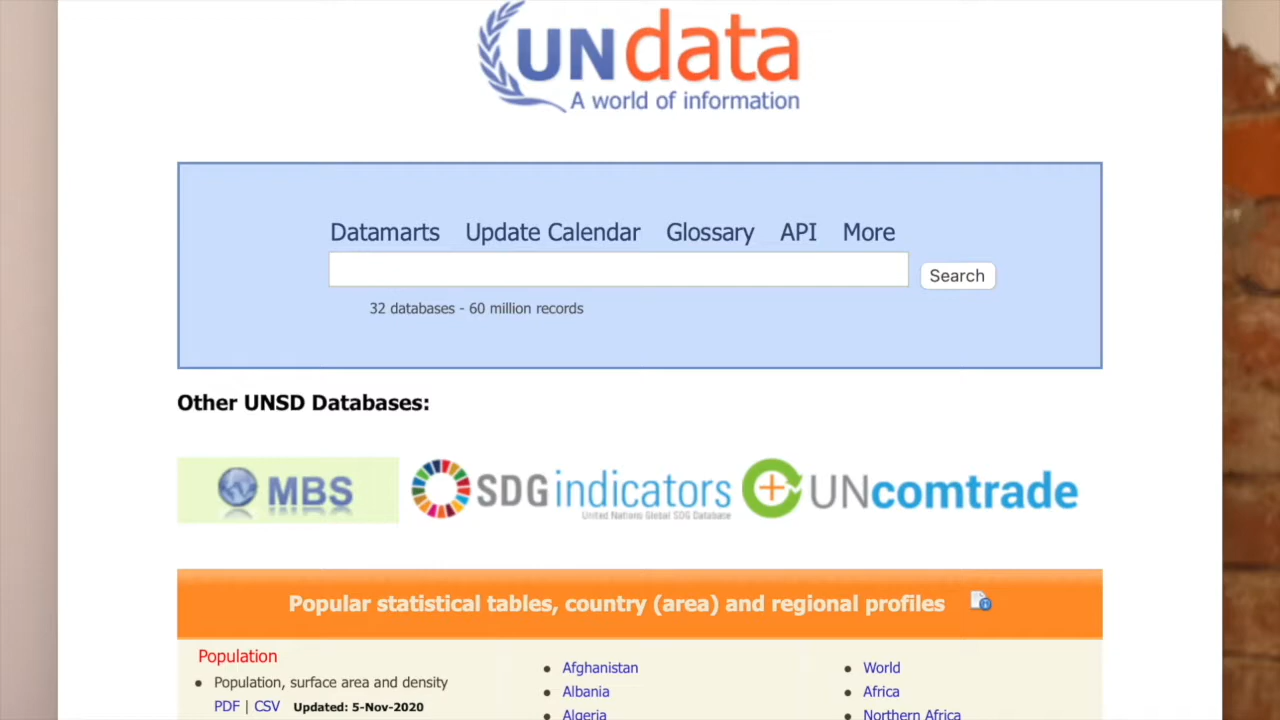 UNdata
A world of information
Datamarts Update Calendar Glossary API More
Search
32 databases - 60 million records
Other UNSD Databases:
MBS
SDG indicators
United Nations Global SDG Database
UNcomtrade
Popular statistical tables, country (area) and regional profiles
Population
Population, surface area and density
PDF | CSV Updated: 5-Nov-2020
Afghanistan
Albania
Algeria
World
Africa
Northern Africa